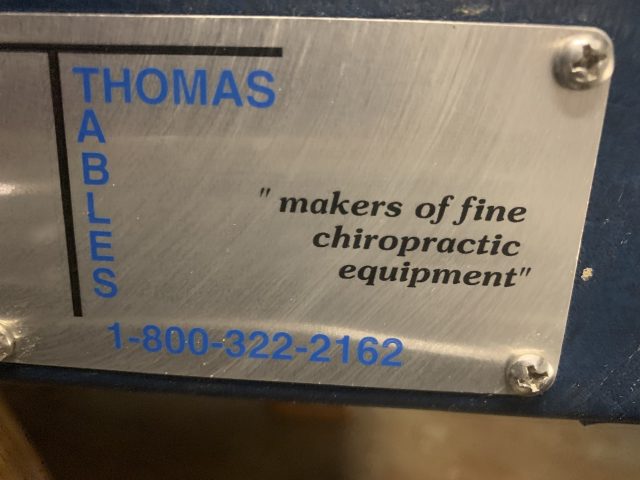 THOMAS
TABLES
" makers of fine
chiropractic
equipment"
1-800-322-2162